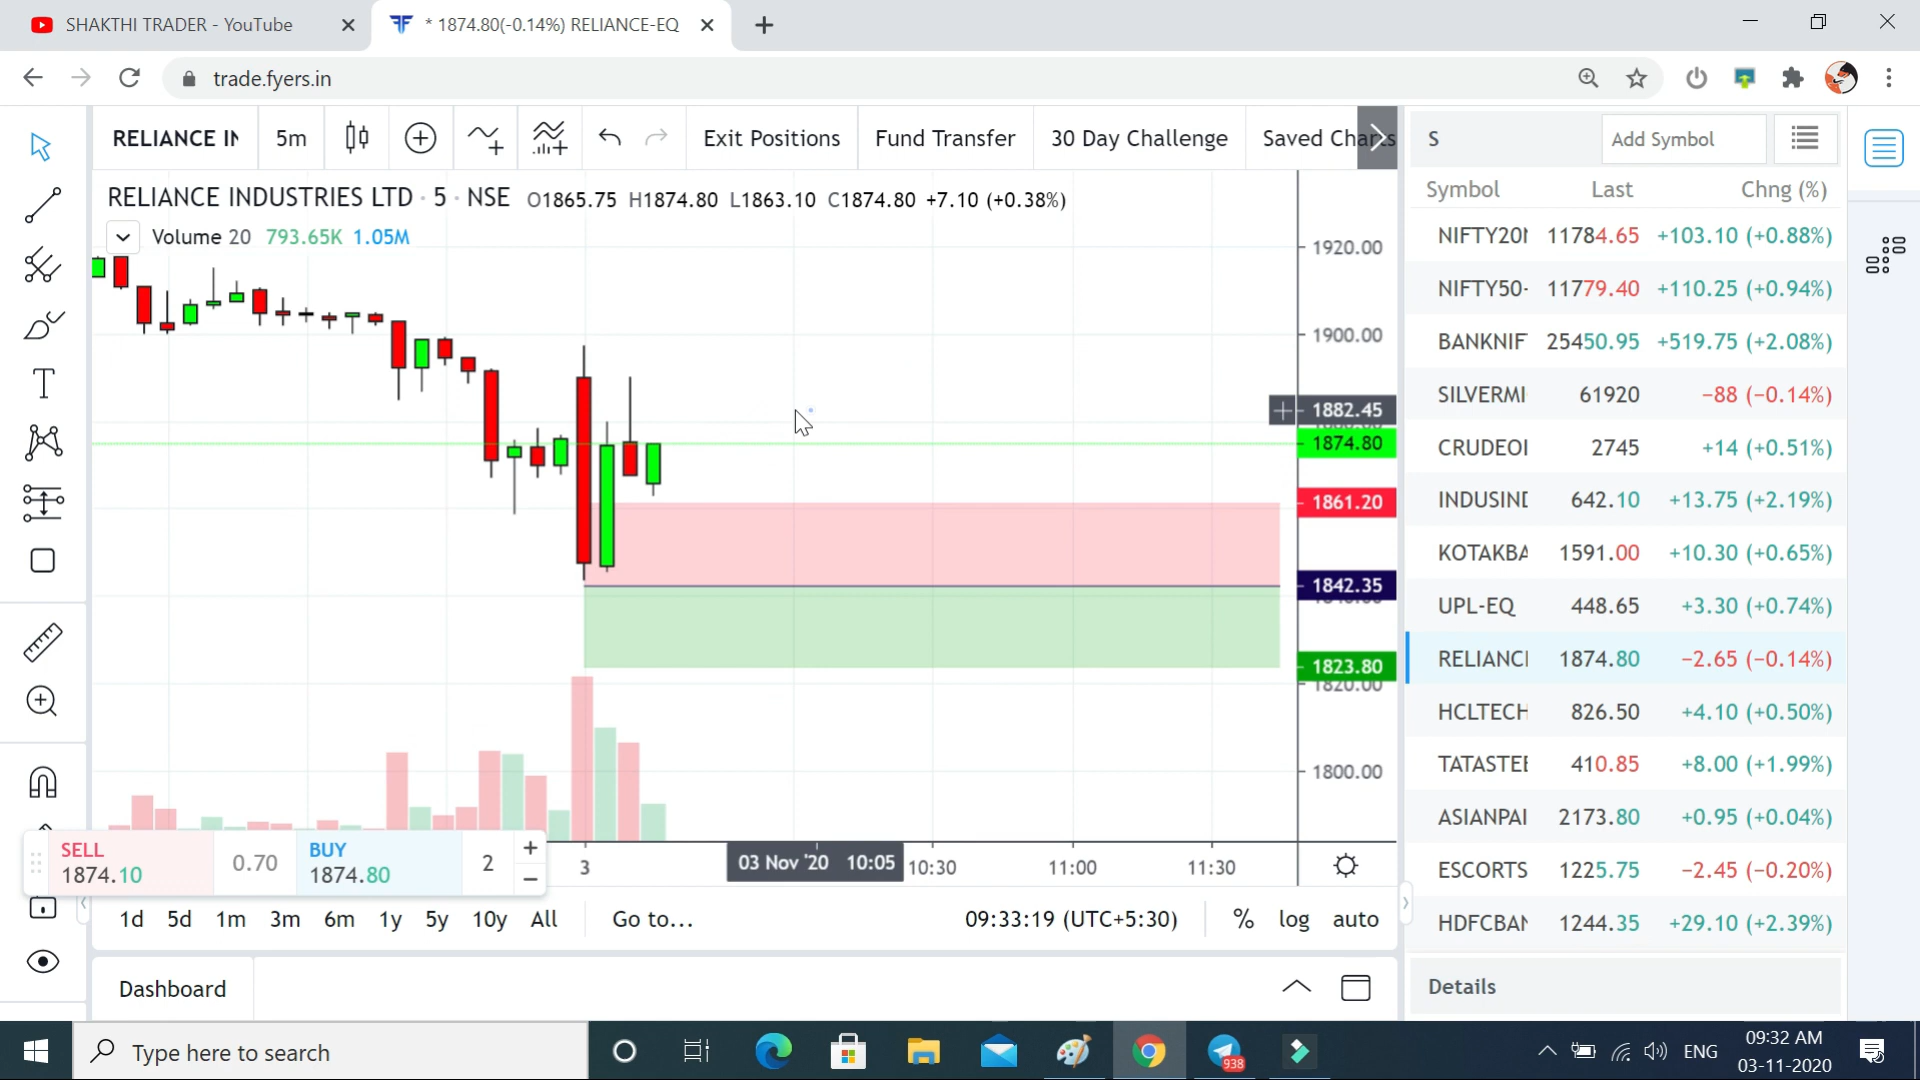 SHAKTHI TRADER - YouTube
* 1874.80(-0.14%) RELIANCE-EQ
trade.fyers.in
RELIANCE IN
5m
Exit Positions
Fund Transfer
30 Day Challenge
Saved Charts
S
Add Symbol
RELIANCE INDUSTRIES LTD · 5 · NSE O1865.75 H1874.80 L1863.10 C1874.80 +7.10 (+0.38%)
Volume 20 793.65K 1.05M
Symbol Last Chng (%)
NIFTY20N 11784.65 +103.10 (+0.88%)
NIFTY50- 11779.40 +110.25 (+0.94%)
BANKNIF 25450.95 +519.75 (+2.08%)
SILVERMI 61920 −88 (−0.14%)
CRUDEOI 2745 +14 (+0.51%)
INDUSIND 642.10 +13.75 (+2.19%)
KOTAKBA 1591.00 +10.30 (+0.65%)
UPL-EQ 448.65 +3.30 (+0.74%)
RELIANCI 1874.80 −2.65 (−0.14%)
HCLTECH 826.50 +4.10 (+0.50%)
TATASTEE 410.85 +8.00 (+1.99%)
ASIANPAI 2173.80 +0.95 (+0.04%)
ESCORTS 1225.75 −2.45 (−0.20%)
HDFCBAN 1244.35 +29.10 (+2.39%)
Details
1920.00
1900.00
1882.45
1874.80
1861.20
1842.35
1823.80
1820.00
1800.00
SELL
1874.10
0.70
BUY
1874.80
2
3
03 Nov '20 10:05
10:30
11:00
11:30
1d 5d 1m 3m 6m 1y 5y 10y All
Go to...
09:33:19 (UTC+5:30)
% log auto
Dashboard
Type here to search
938
ENG
09:32 AM
03-11-2020